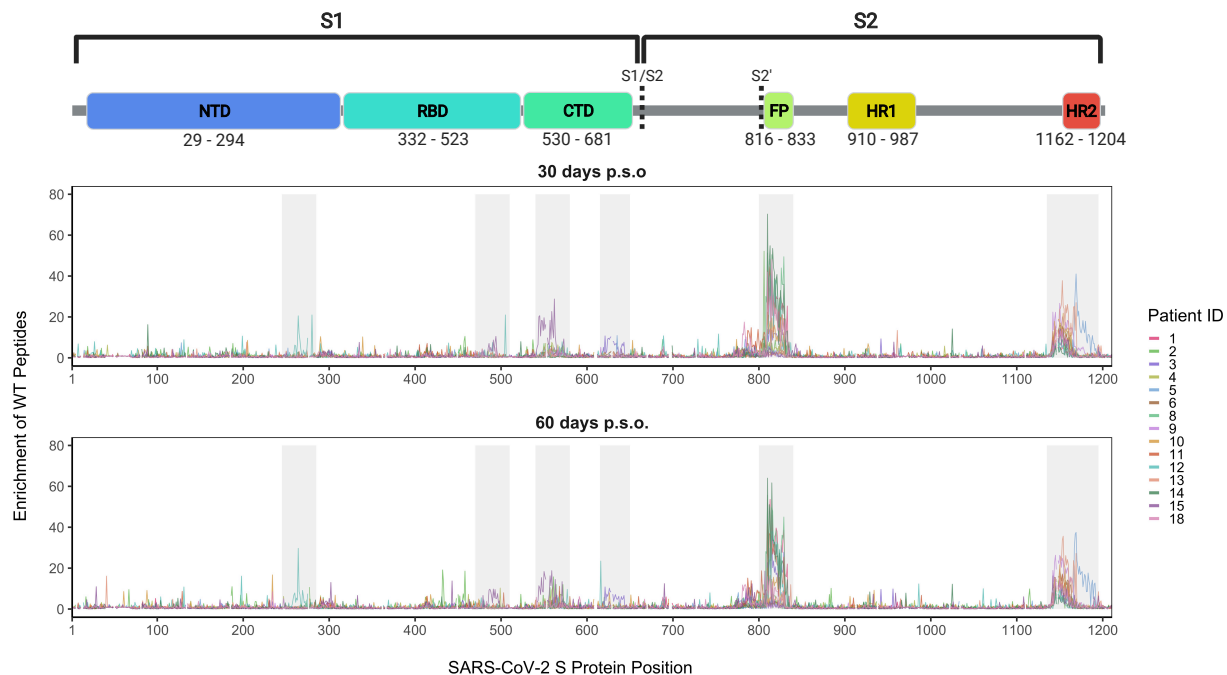 S1 S2
S1/S2 S2'
NTD RBD CTD FP HR1 HR2
29 - 294 332 - 523 530 - 681 816 - 833 910 - 987 1162 - 1204
30 days p.s.o
80
60
40
20
0
1 100 200 300 400 500 600 700 800 900 1000 1100 1200
60 days p.s.o.
80
60
40
20
0
1 100 200 300 400 500 600 700 800 900 1000 1100 1200
Enrichment of WT Peptides
SARS-CoV-2 S Protein Position
Patient ID
1
2
3
4
5
6
8
9
10
11
12
13
14
15
18